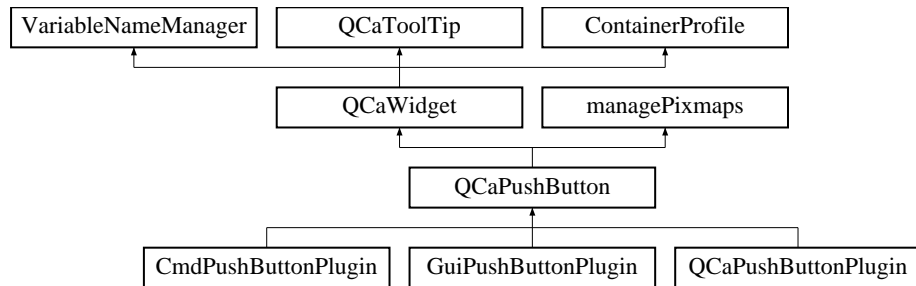 VariableNameManager QCaToolTip ContainerProfile
QCaWidget managePixmaps
QCaPushButton
CmdPushButtonPlugin GuiPushButtonPlugin QCaPushButtonPlugin